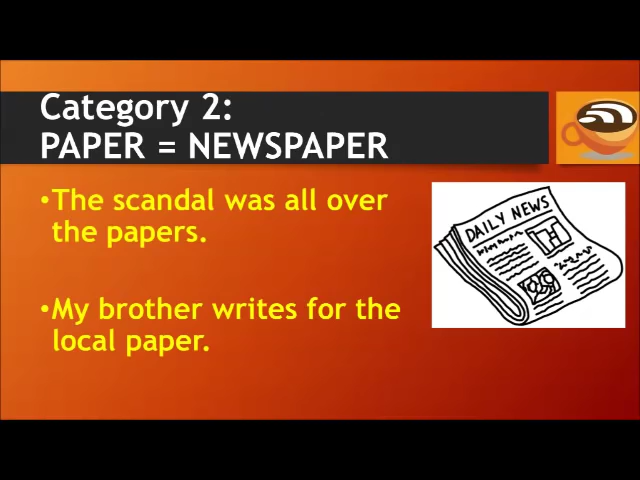 Category 2:
PAPER = NEWSPAPER
•The scandal was all over
the papers.
•My brother writes for the
local paper.
DAILY NEWS